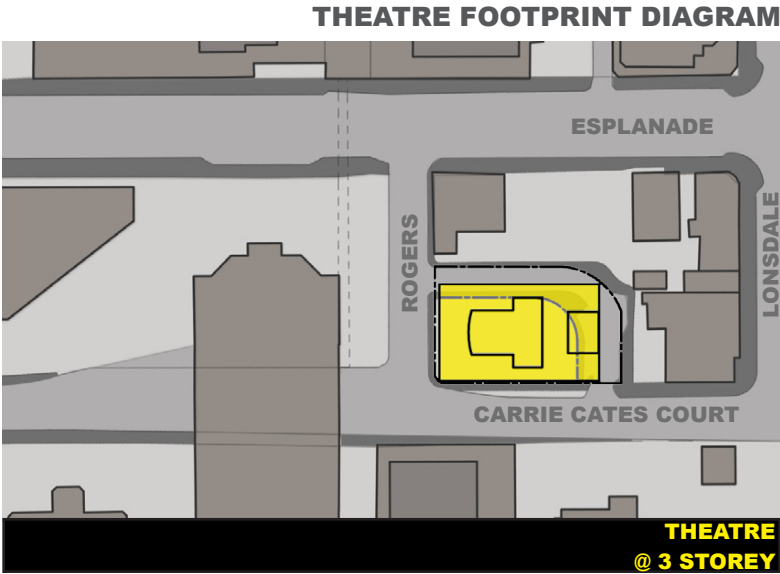 THEATRE FOOTPRINT DIAGRAM
ESPLANADE
ROGERS
LONSDALE
CARRIE CATES COURT
THEATRE
@ 3 STOREY